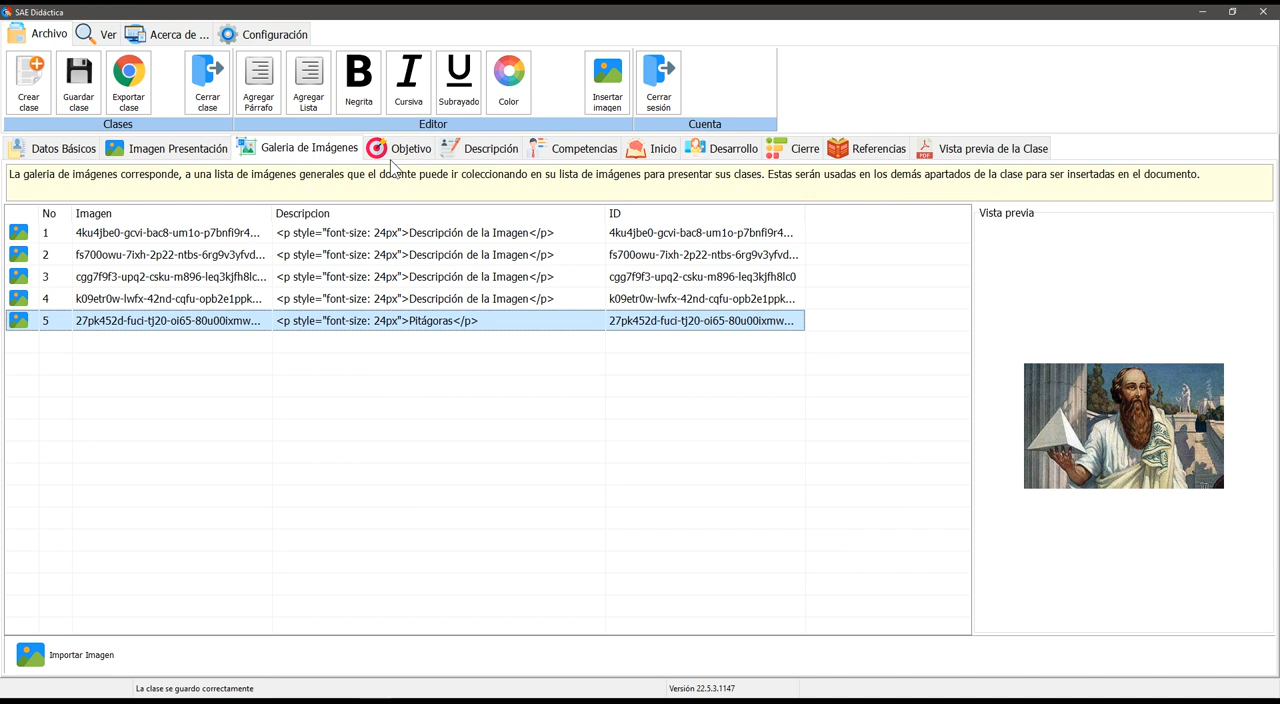 SAE Didáctica
Archivo Ver Acerca de ... Configuración
Crear clase
Guardar clase
Exportar clase
Cerrar clase
Agregar Párrafo
Agregar Lista
B Negrita
I Cursiva
U Subrayado
Color
Insertar imagen
Cerrar sesión
Clases Editor Cuenta
Datos Básicos Imagen Presentación Galeria de Imágenes Objetivo Descripción Competencias Inicio Desarrollo Cierre Referencias Vista previa de la Clase
La galeria de imágenes corresponde, a una lista de imágenes generales que el docente puede ir coleccionando en su lista de imágenes para presentar sus clases. Estas serán usadas en los demás apartados de la clase para ser insertadas en el documento.
No Imagen Descripcion ID Vista previa
1 4ku4jbe0-gcvi-bac8-um1o-p7bnfi9r4... <p style="font-size: 24px">Descripción de la Imagen</p> 4ku4jbe0-gcvi-bac8-um1o-p7bnfi9r4...
2 fs700owu-7ixh-2p22-ntbs-6rg9v3yfvd... <p style="font-size: 24px">Descripción de la Imagen</p> fs700owu-7ixh-2p22-ntbs-6rg9v3yfvd...
3 cgg7f9f3-upq2-csku-m896-leq3kjfh8lc... <p style="font-size: 24px">Descripción de la Imagen</p> cgg7f9f3-upq2-csku-m896-leq3kjfh8lc0
4 k09etr0w-lwfx-42nd-cqfu-opb2e1ppk... <p style="font-size: 24px">Descripción de la Imagen</p> k09etr0w-lwfx-42nd-cqfu-opb2e1ppk...
5 27pk452d-fuci-tj20-oi65-80u00ixmw... <p style="font-size: 24px">Pitágoras</p> 27pk452d-fuci-tj20-oi65-80u00ixmw...
Importar Imagen
La clase se guardo correctamente Versión 22.5.3.1147